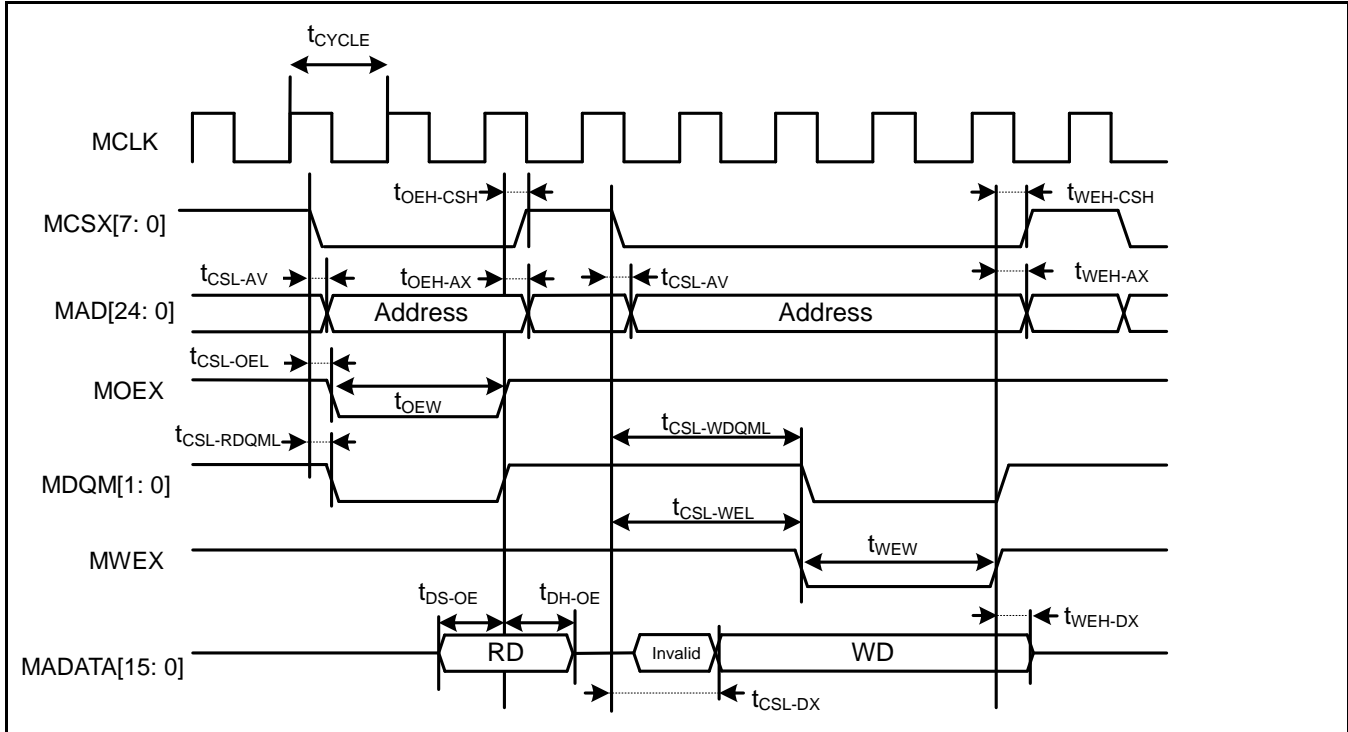 tCYCLE
MCLK
tOEH-CSH
tWEH-CSH
MCSX[7: 0]
tCSL-AV
tOEH-AX
tCSL-AV
tWEH-AX
MAD[24: 0]
Address
Address
tCSL-OEL
MOEX
tOEW
tCSL-RDQML
tCSL-WDQML
MDQM[1: 0]
tCSL-WEL
MWEX
tWEW
tDS-OE
tDH-OE
tWEH-DX
MADATA[15: 0]
RD
Invalid
WD
tCSL-DX